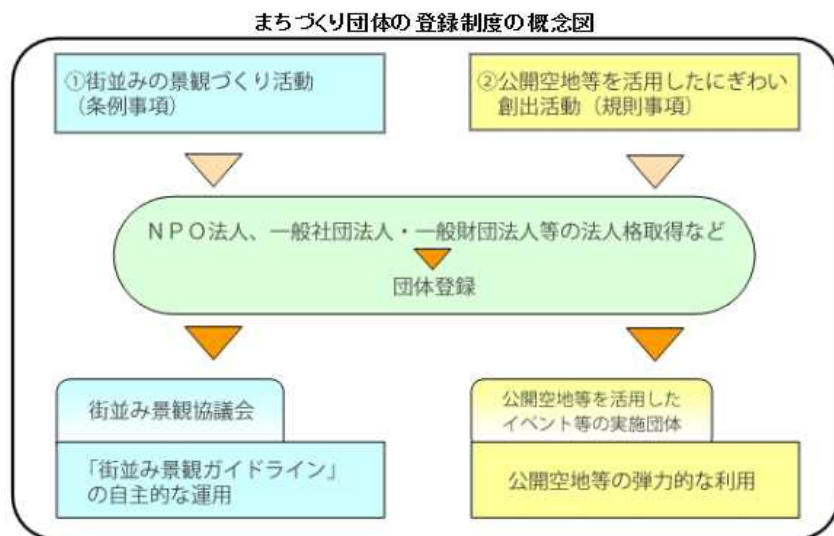 まちづくり団体の登録制度の概念図
①街並みの景観づくり活動
（条例事項）
②公開空地等を活用したにぎわい
創出活動（規則事項）
ＮＰＯ法人、一般社団法人・一般財団法人等の法人格取得など
団体登録
街並み景観協議会
「街並み景観ガイドライン」
の自主的な運用
公開空地等を活用した
イベント等の実施団体
公開空地等の弾力的な利用